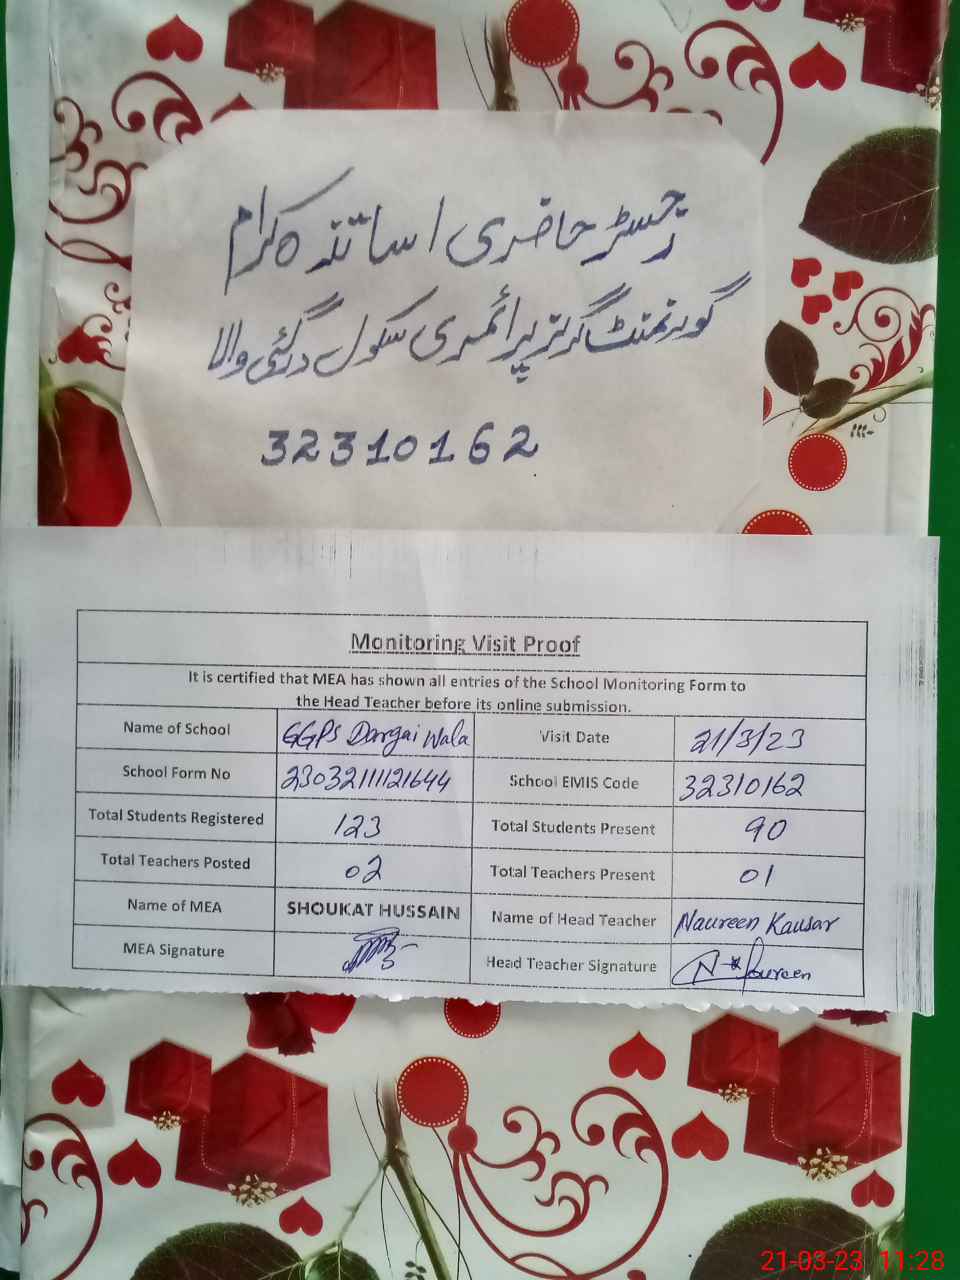 رجسٹر حاضری اساتذہ کرام
گورنمنٹ گرلز پرائمری سکول درگئی والا
32310162
Monitoring Visit Proof
It is certified that MEA has shown all entries of the School Monitoring Form to
the Head Teacher before its online submission.
Name of School GGPS Dargai Wala Visit Date 21/3/23
School Form No 23032111121644 School EMIS Code 32310162
Total Students Registered 123 Total Students Present 90
Total Teachers Posted 02 Total Teachers Present 01
Name of MEA SHOUKAT HUSSAIN Name of Head Teacher Naureen Kausar
MEA Signature Head Teacher Signature
21-03-23 11:28